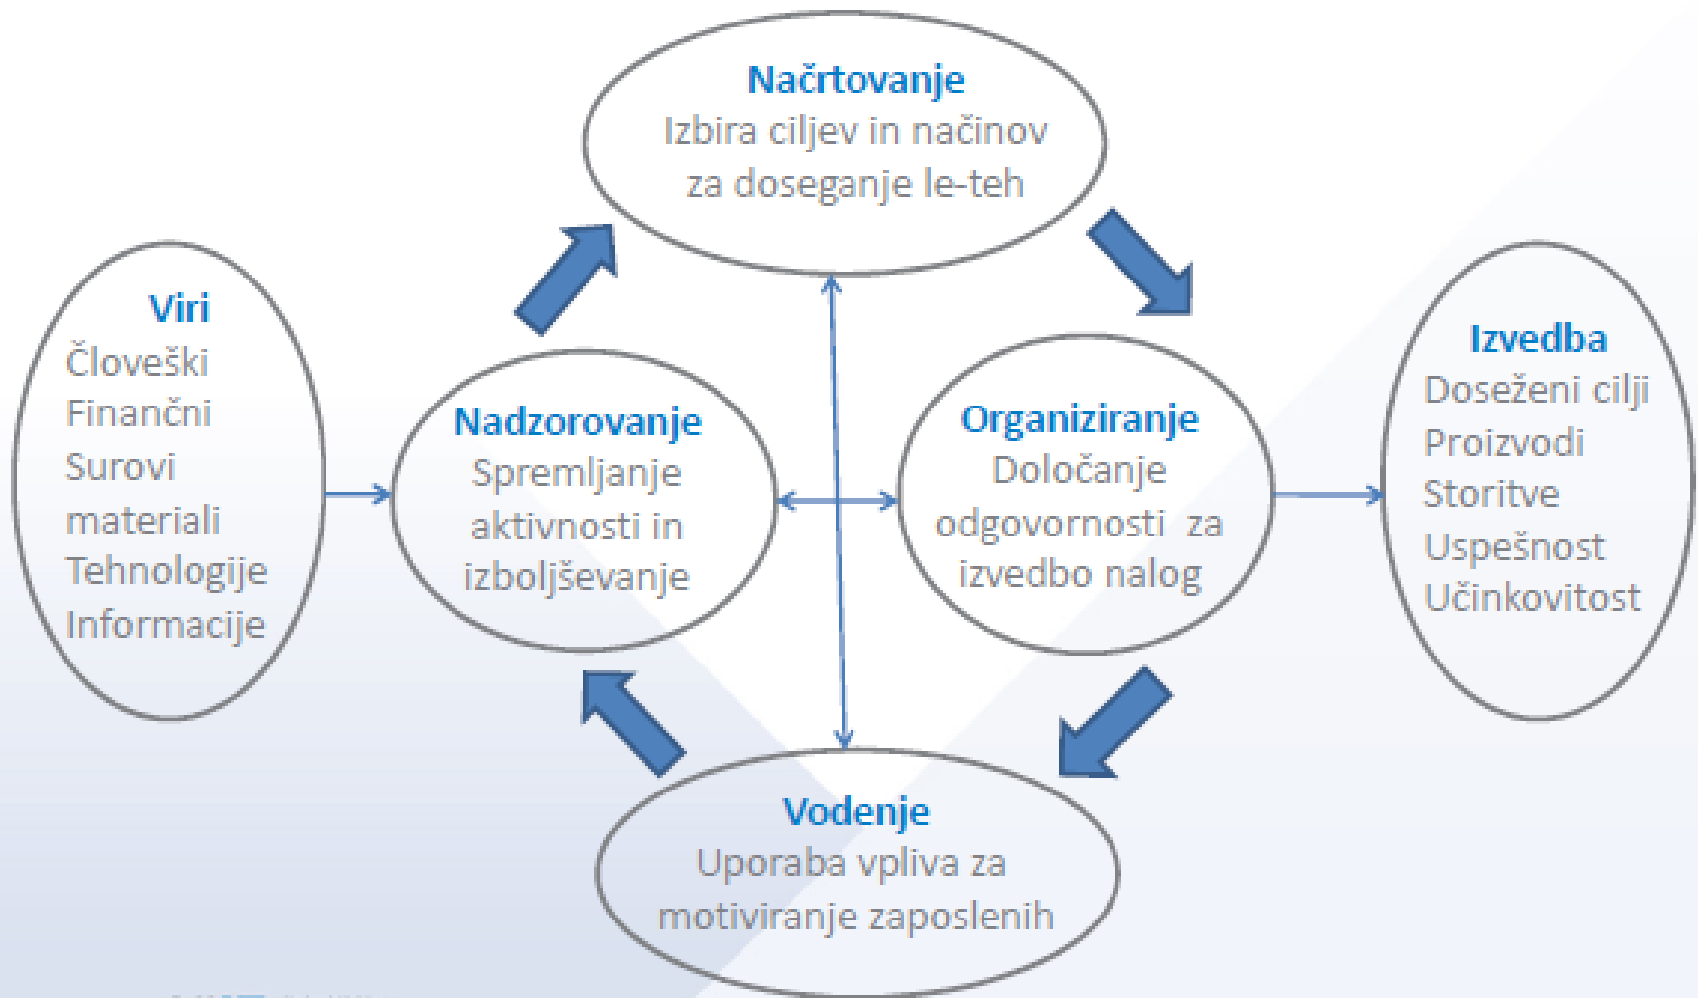 Načrtovanje
Izbira ciljev in načinov
za doseganje le-teh
Viri
Človeški
Finančni
Surovi
materiali
Tehnologije
Informacije
Nadzorovanje
Spremljanje
aktivnosti in
izboljševanje
Organiziranje
Določanje
odgovornosti za
izvedbo nalog
Izvedba
Doseženi cilji
Proizvodi
Storitve
Uspešnost
Učinkovitost
Vodenje
Uporaba vpliva za
motiviranje zaposlenih